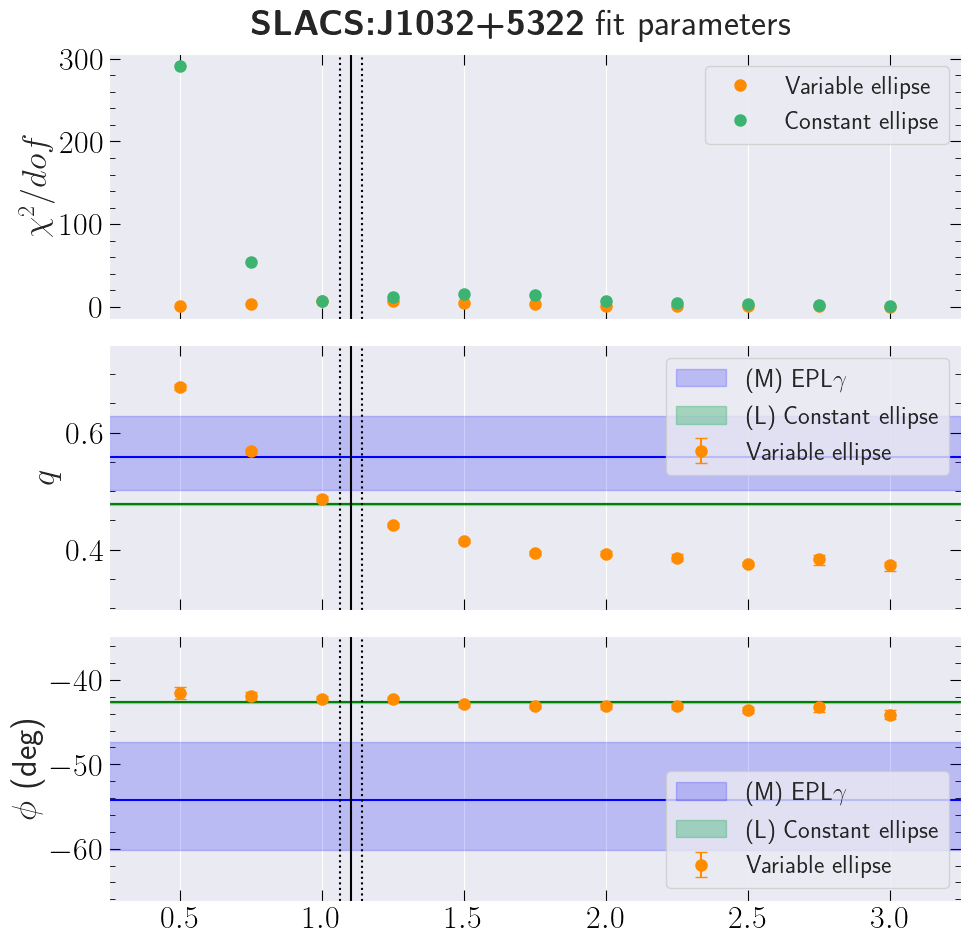 SLACS:J1032+5322 fit parameters
300
200
100
0
χ²/dof
Variable ellipse
Constant ellipse
0.6
0.4
q
(M) EPLγ
(L) Constant ellipse
Variable ellipse
−40
−50
−60
ϕ (deg)
(M) EPLγ
(L) Constant ellipse
Variable ellipse
0.5 1.0 1.5 2.0 2.5 3.0